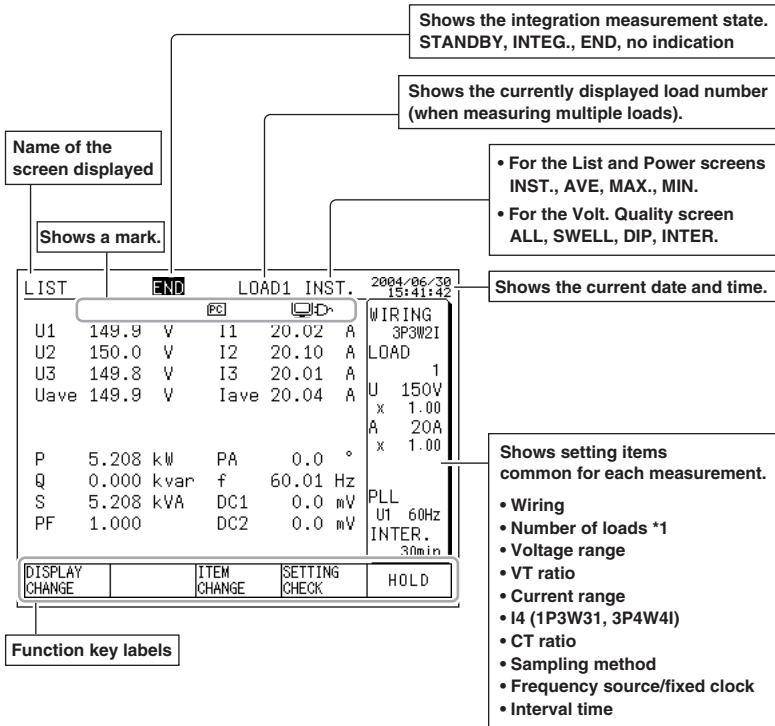 Shows the integration measurement state.
STANDBY, INTEG., END, no indication
Shows the currently displayed load number
(when measuring multiple loads).
Name of the
screen displayed
• For the List and Power screens
INST., AVE, MAX., MIN.
• For the Volt. Quality screen
ALL, SWELL, DIP, INTER.
Shows a mark.
LIST END LOAD1 INST. 2004/06/30
15:41:42
Shows the current date and time.
PC
U1 149.9 V I1 20.02 A
U2 150.0 V I2 20.10 A
U3 149.8 V I3 20.01 A
Uave 149.9 V Iave 20.04 A
P 5.208 kW PA 0.0 °
Q 0.000 kvar f 60.01 Hz
S 5.208 kVA DC1 0.0 mV
PF 1.000 DC2 0.0 mV
WIRING
3P3W2I
LOAD
1
U 150V
x 1.00
A 20A
x 1.00
PLL
U1 60Hz
INTER.
30min
DISPLAY
CHANGE
ITEM
CHANGE
SETTING
CHECK
HOLD
Function key labels
Shows setting items
common for each measurement.
• Wiring
• Number of loads *1
• Voltage range
• VT ratio
• Current range
• I4 (1P3W31, 3P4W4I)
• CT ratio
• Sampling method
• Frequency source/fixed clock
• Interval time